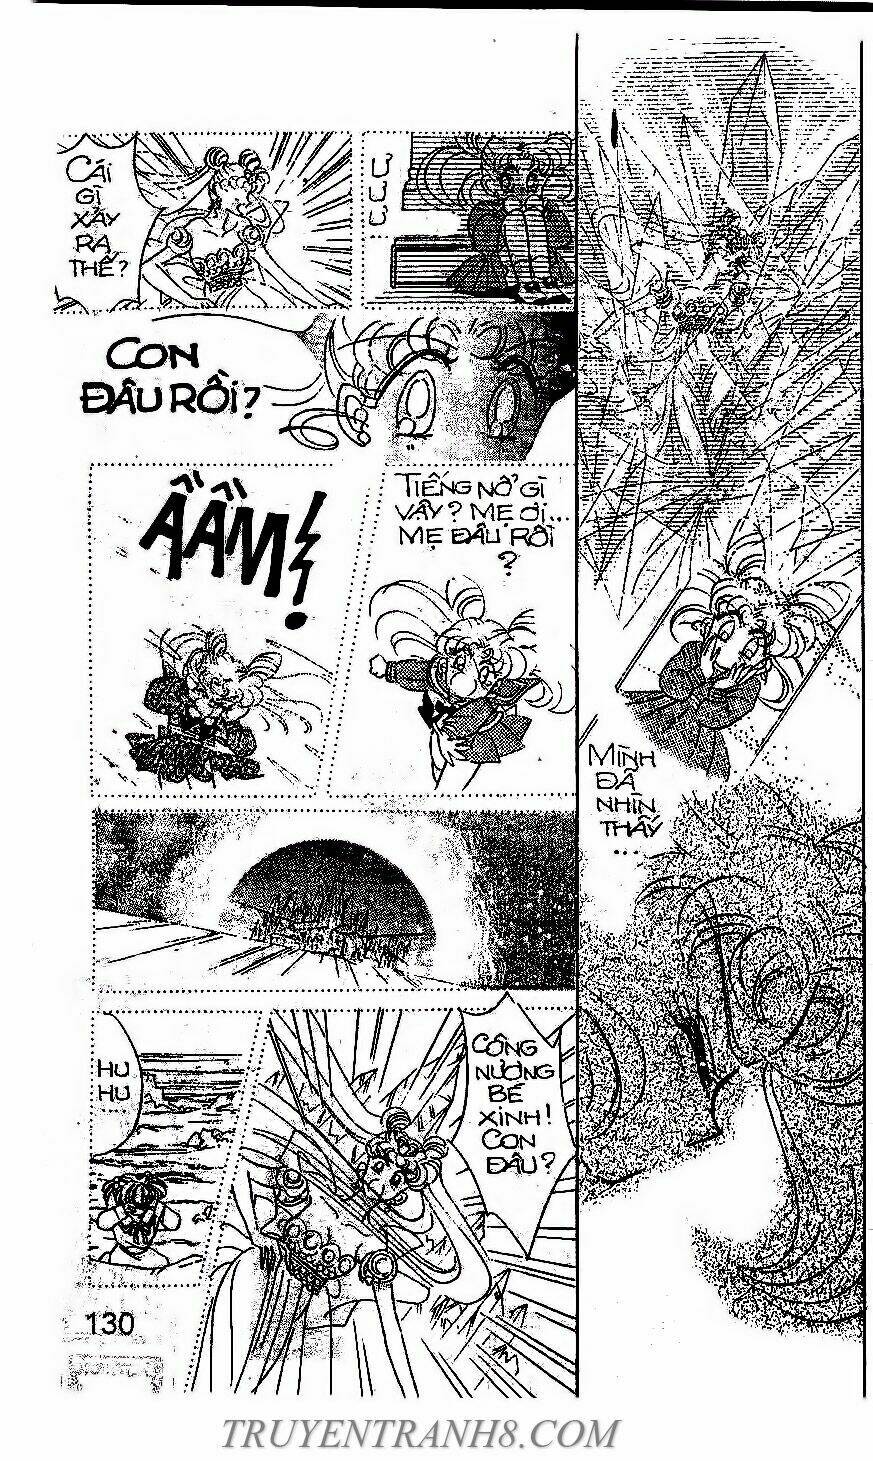 CÁI
GÌ
XẢY
RA
THẾ?
Ư
Ư
Ư
CON
ĐÂU RỒI?
ẦẦM!
TIẾNG NỔ GÌ
VẬY? MẸ ƠI...
MẸ ĐÂU RỒI
?
MÌNH
ĐÃ
NHÌN
THẤY
...
HU
HU
CÔNG
NƯƠNG
BÉ
XINH!
CON
ĐÂU?
130
TRUYENTRANH8.COM